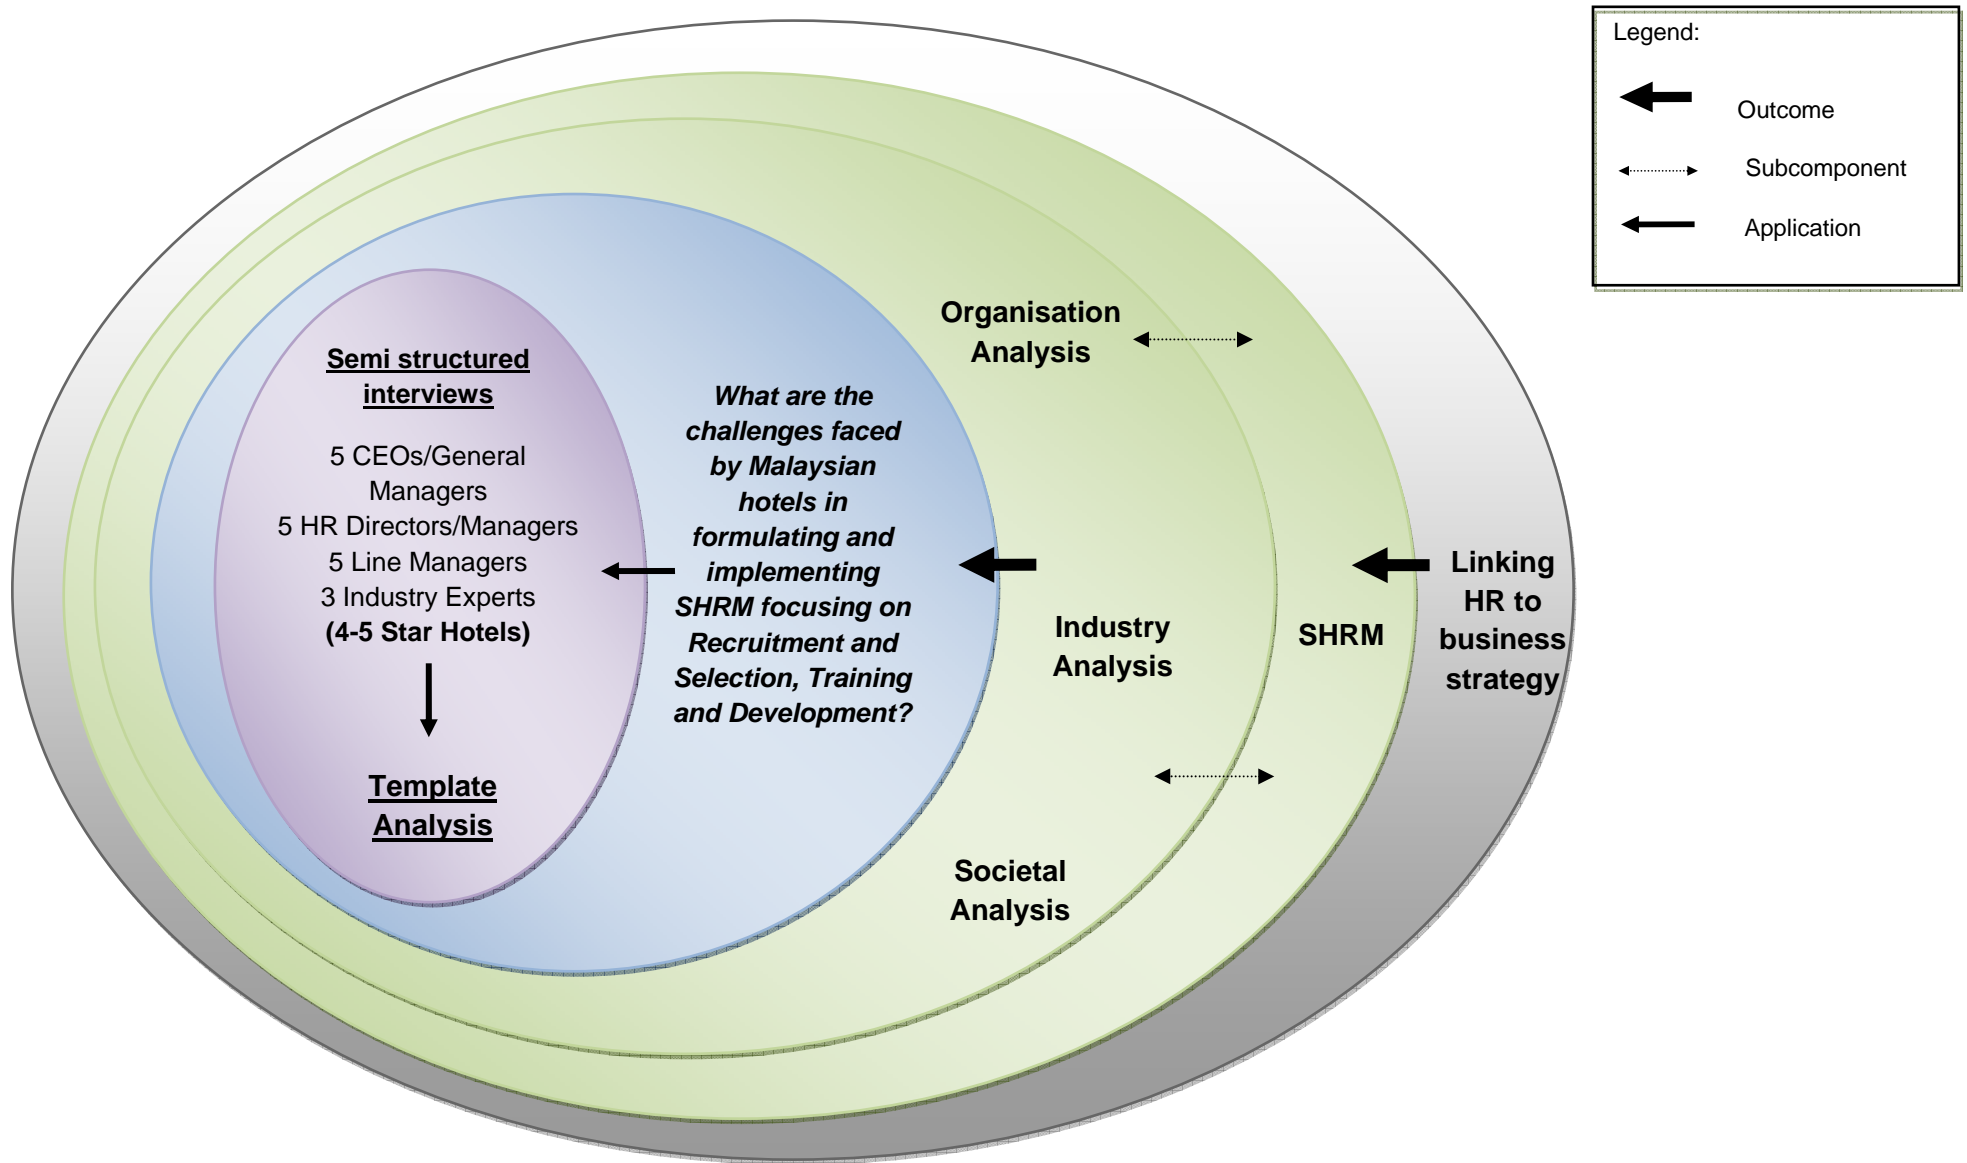 Legend:
Outcome
Subcomponent
Application
Semi structured
interviews
5 CEOs/General
Managers
5 HR Directors/Managers
5 Line Managers
3 Industry Experts
(4-5 Star Hotels)
Template
Analysis
What are the
challenges faced
by Malaysian
hotels in
formulating and
implementing
SHRM focusing on
Recruitment and
Selection, Training
and Development?
Organisation
Analysis
Industry
Analysis
Societal
Analysis
SHRM
Linking
HR to
business
strategy